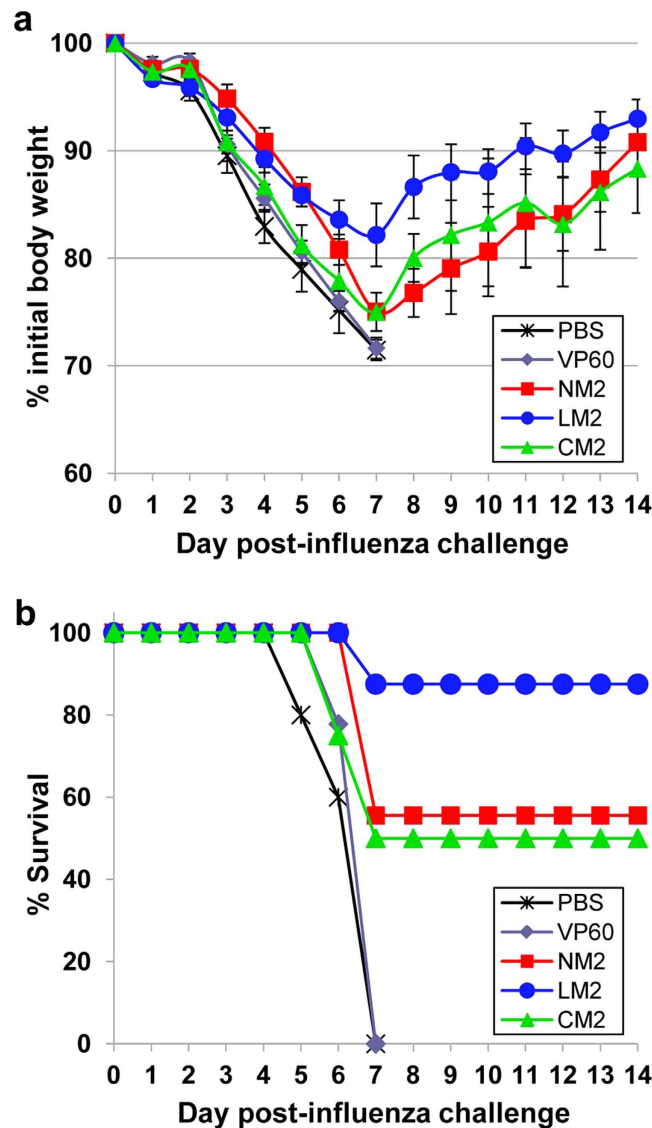 a
% initial body weight
100
90
80
70
60
PBS
VP60
NM2
LM2
CM2
0 1 2 3 4 5 6 7 8 9 10 11 12 13 14
Day post-influenza challenge
b
% Survival
100
80
60
40
20
0
PBS
VP60
NM2
LM2
CM2
0 1 2 3 4 5 6 7 8 9 10 11 12 13 14
Day post-influenza challenge